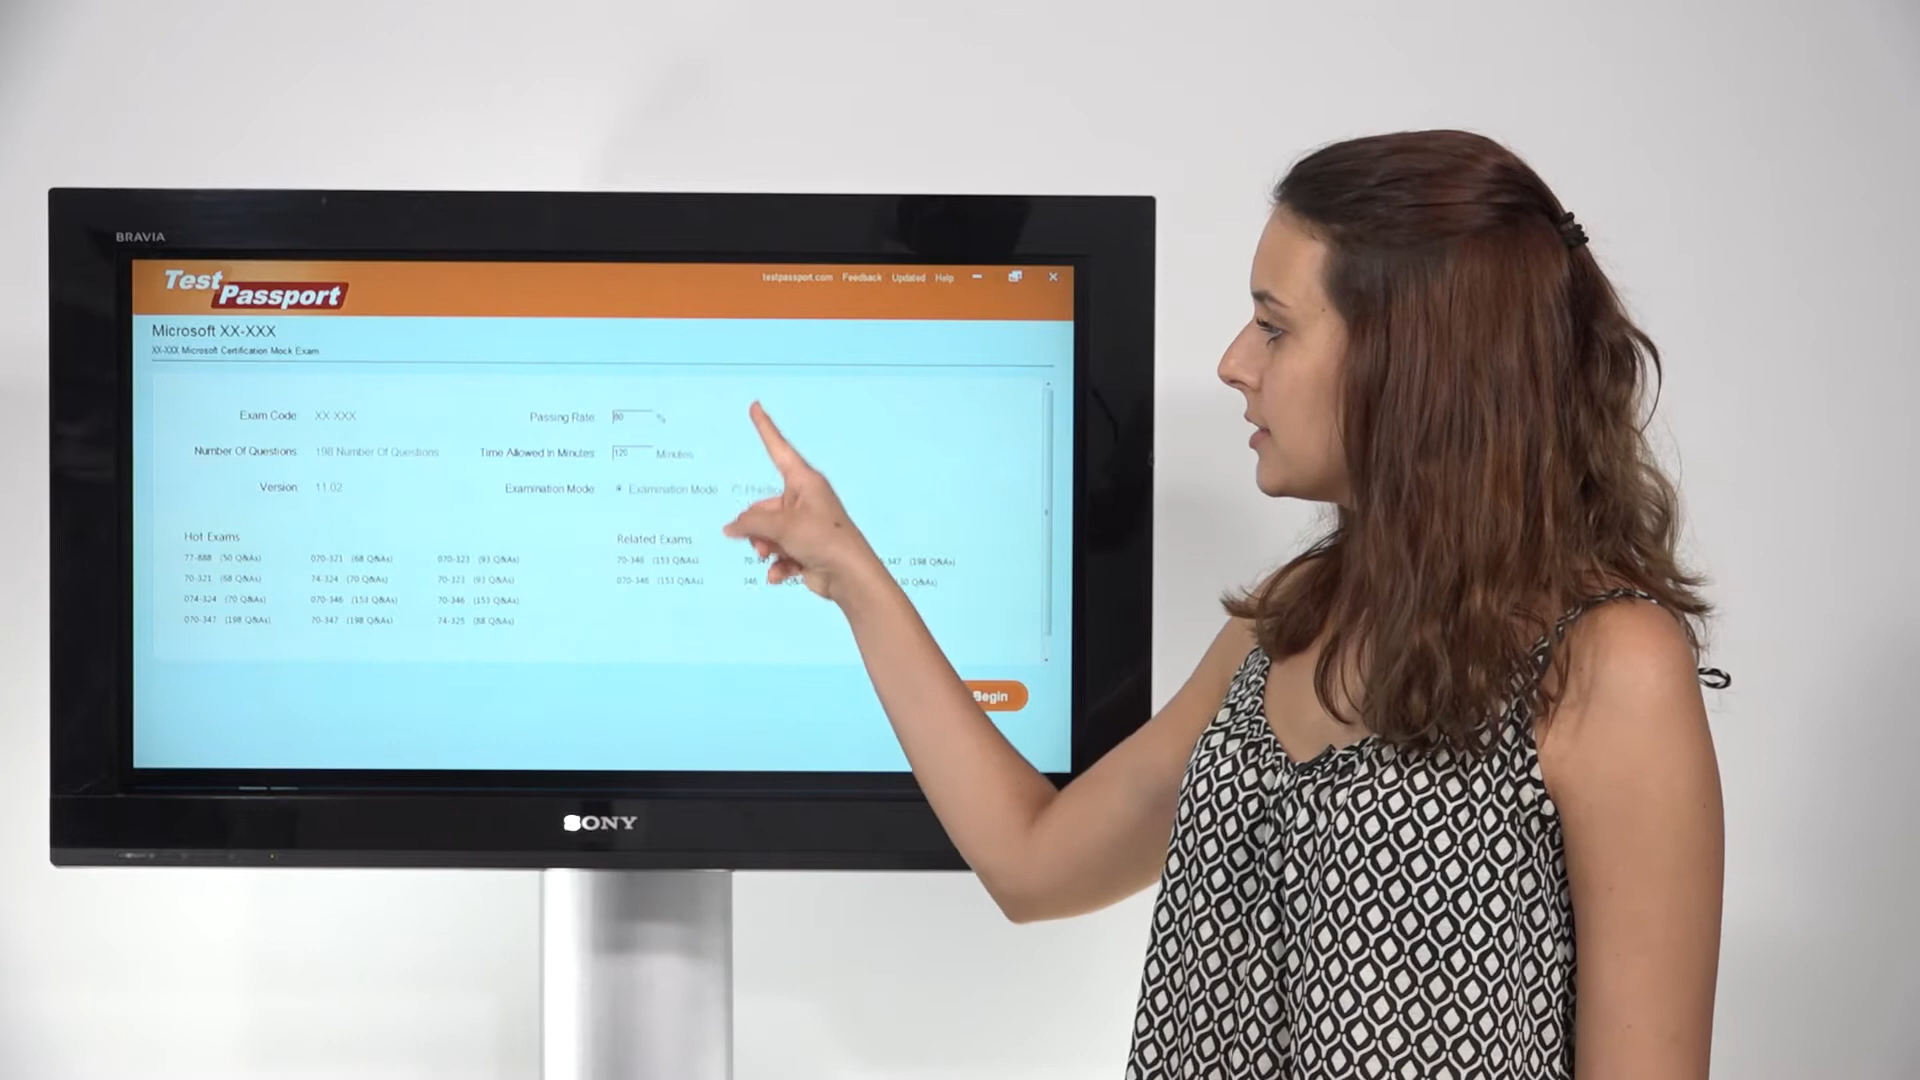 BRAVIA
Test Passport
testpassport.com Feedback Updated Help
Microsoft XX-XXX
XX-XXX Microsoft Certification Mock Exam
Exam Code: XX-XXX Passing Rate: 80 %
Number Of Questions: 198 Number Of Questions Time Allowed In Minutes: 120 Minutes
Version: 11.02 Examination Mode: Examination Mode
Hot Exams Related Exams
77-888 (50 Q&As) 070-321 (68 Q&As) 070-323 (93 Q&As) 70-346 (153 Q&As) 347 (198 Q&As)
70-321 (68 Q&As) 74-324 (70 Q&As) 70-323 (93 Q&As) 070-346 (153 Q&As) 346
074-324 (70 Q&As) 070-346 (153 Q&As) 70-346 (153 Q&As)
070-347 (198 Q&As) 70-347 (198 Q&As) 74-325 (88 Q&As)
Begin
SONY